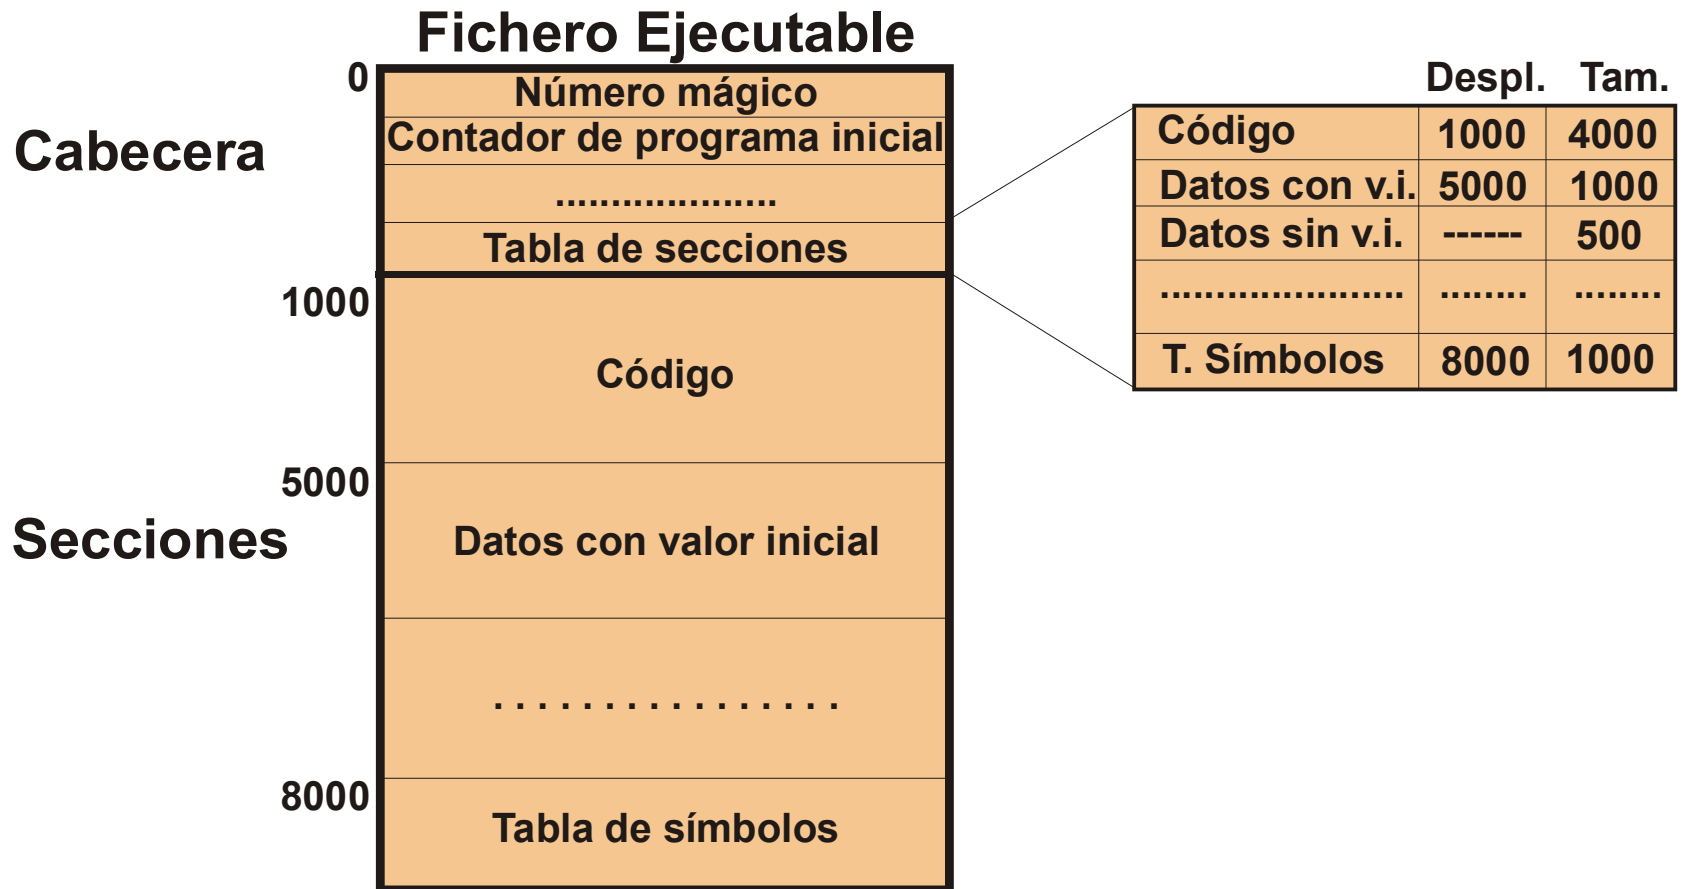 Fichero Ejecutable
0
Número mágico
Contador de programa inicial
...................
Tabla de secciones
Cabecera
1000
Código
5000
Datos con valor inicial
Secciones
. . . . . . . . . . . . . . . .
8000
Tabla de símbolos
Despl. Tam.
Código 1000 4000
Datos con v.i. 5000 1000
Datos sin v.i. ------ 500
...................... ........ ........
T. Símbolos 8000 1000